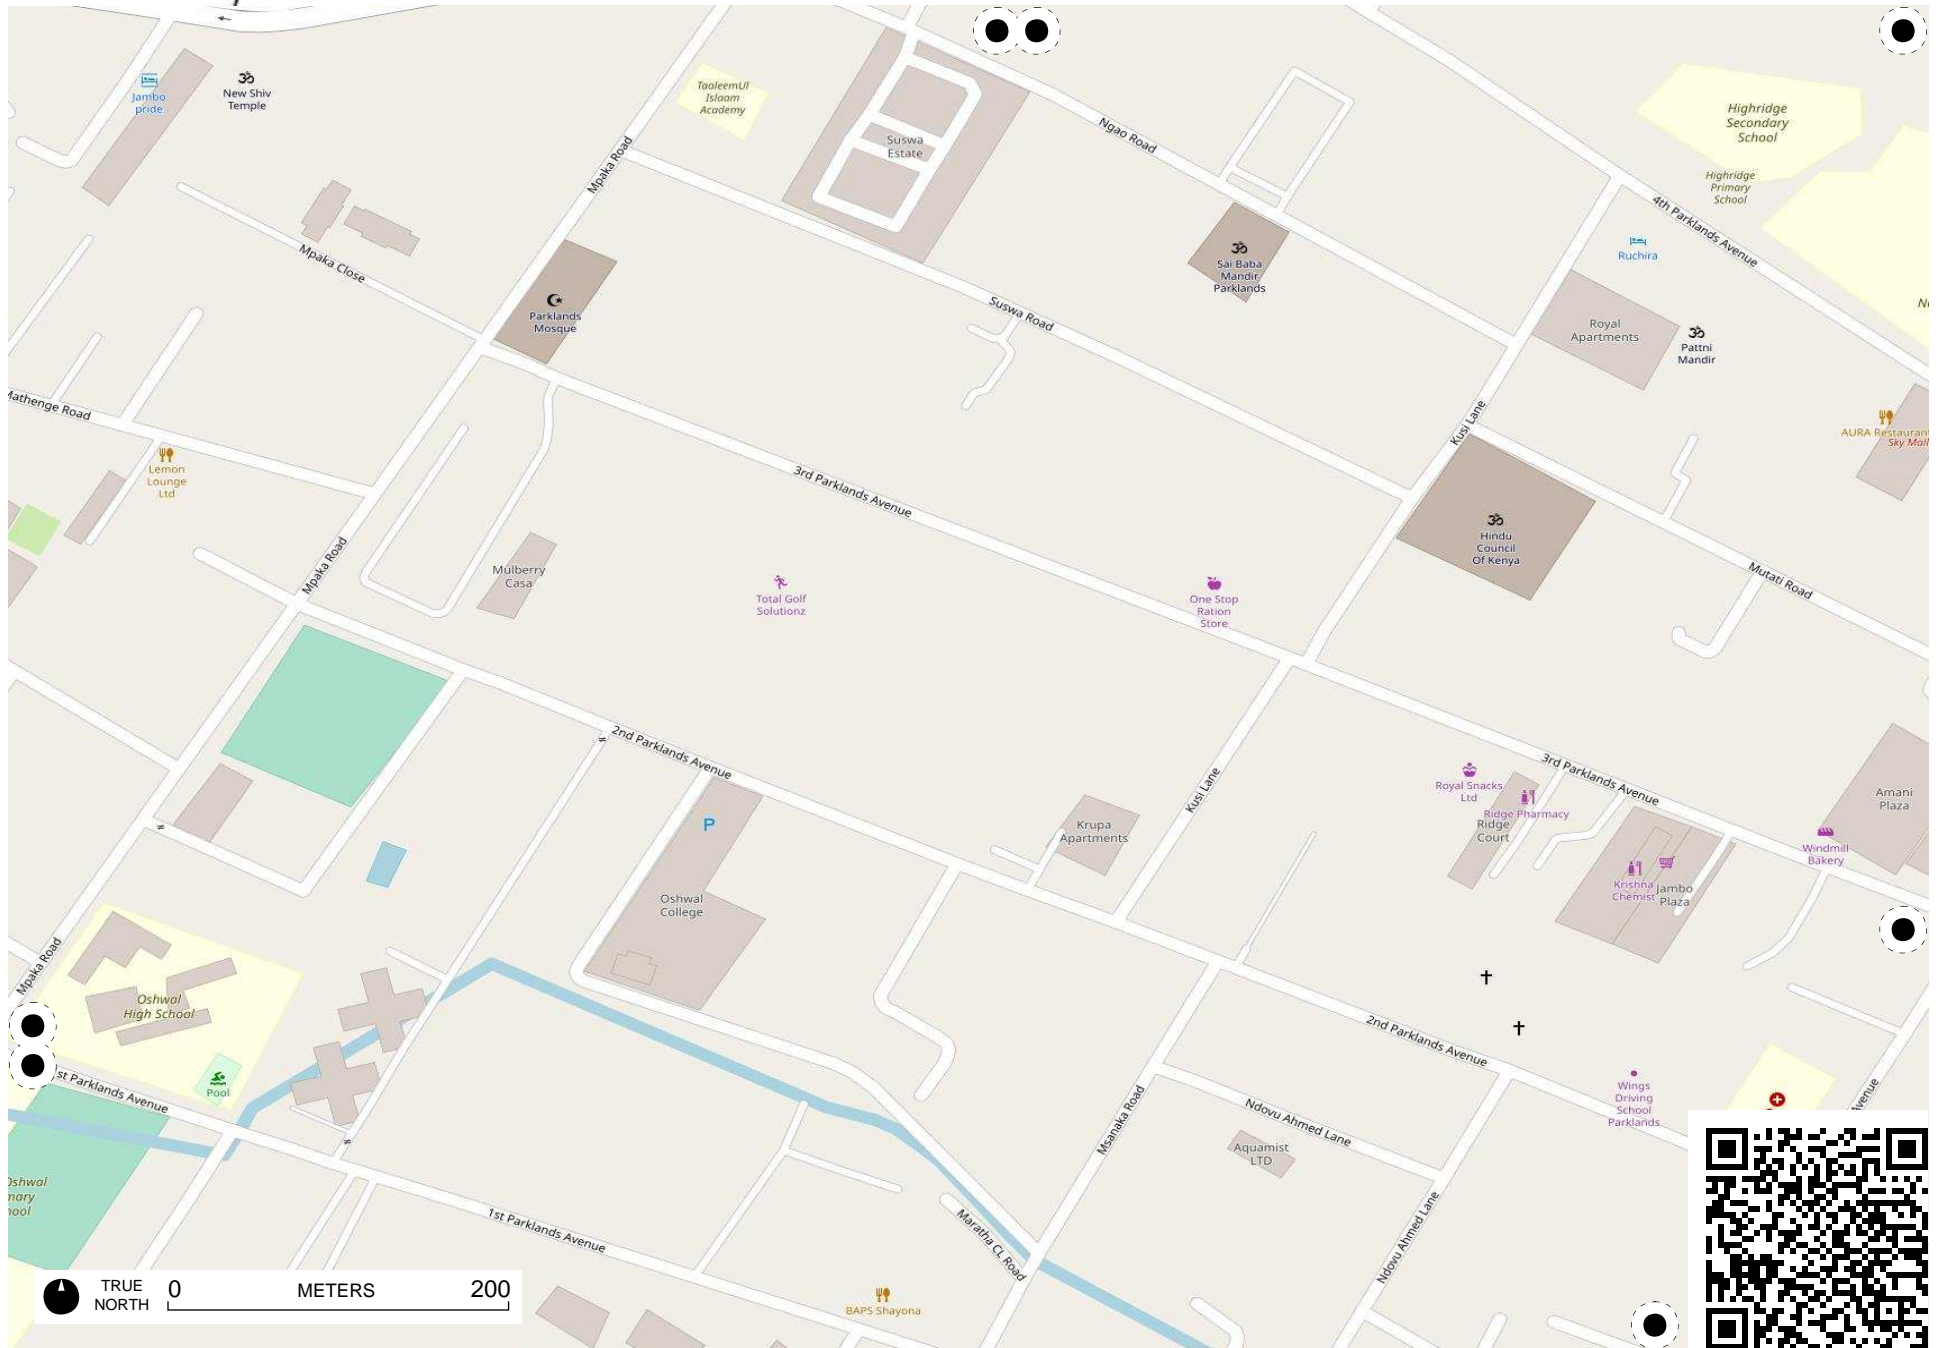 Jambo
pride
New Shiv
Temple
TaaleemUl
Islaam
Academy
Suswa
Estate
Ngao Road
Highridge
Secondary
School
Highridge
Primary
School
4th Parklands Avenue
Mpaka Road
Mpaka Close
Parklands
Mosque
Suswa Road
Sai Baba
Mandir
Parklands
Ruchira
Royal
Apartments
Pattni
Mandir
Mathenge Road
Lemon
Lounge
Ltd
3rd Parklands Avenue
Kusi Lane
AURA Restaurant
Sky Mall
Hindu
Council
Of Kenya
Mutati Road
Mpaka Road
Mulberry
Casa
Total Golf
Solutionz
One Stop
Ration
Store
2nd Parklands Avenue
Kusi Lane
3rd Parklands Avenue
Royal Snacks
Ltd
Ridge Pharmacy
Ridge
Court
Amani
Plaza
Windmill
Bakery
Krishna
Chemist
Jambo
Plaza
P
Krupa
Apartments
Oshwal
College
Mpaka Road
Oshwal
High School
Pool
1st Parklands Avenue
2nd Parklands Avenue
Wings
Driving
School
Parklands
Avenue
Msanaka Road
Ndovu Ahmed Lane
Aquamist
LTD
Ndovu Ahmed Lane
Oshwal
mary
hool
1st Parklands Avenue
Maratha CL Road
BAPS Shayona
TRUE
NORTH
0 METERS 200